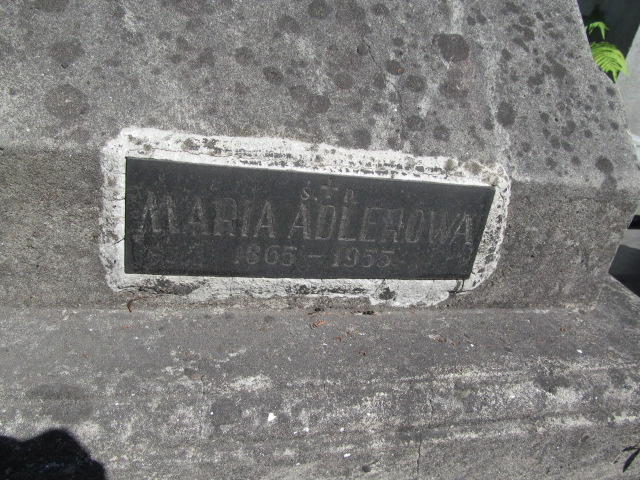 Ś.†P.
MARIA ADLEROWA
1865 – 1955